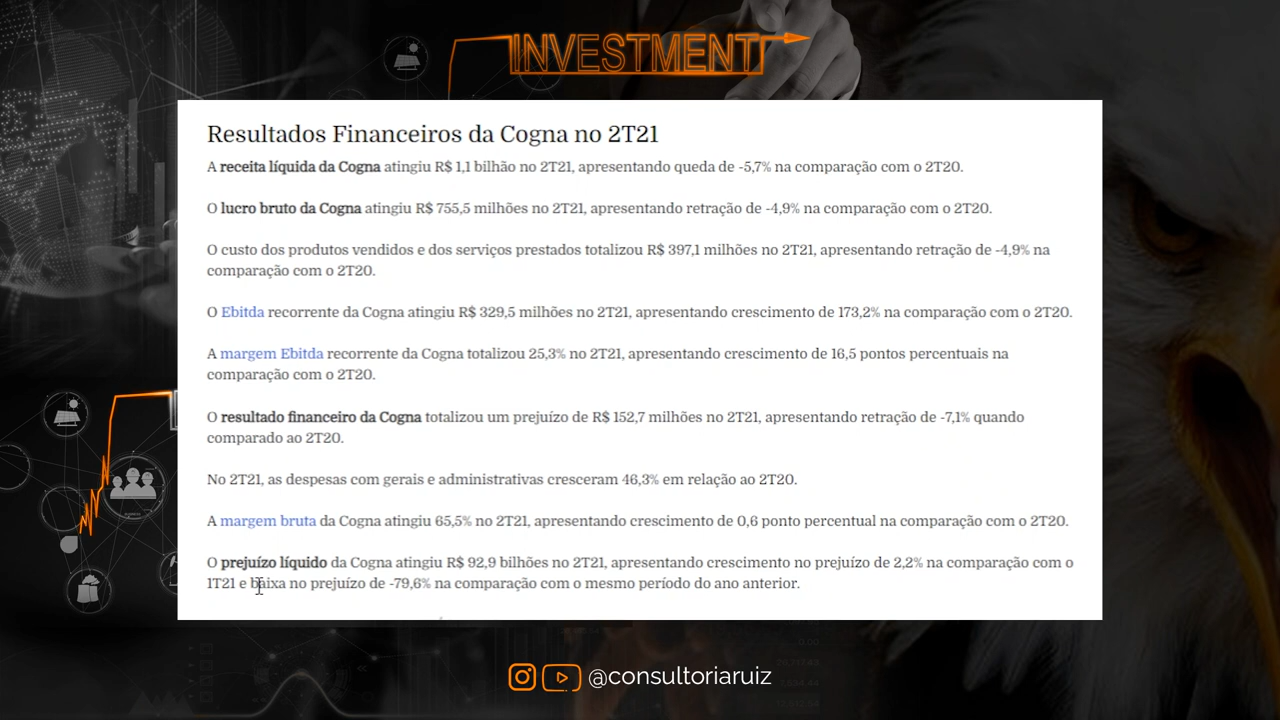 INVESTMENT
Resultados Financeiros da Cogna no 2T21
A receita líquida da Cogna atingiu R$ 1,1 bilhão no 2T21, apresentando queda de -5,7% na comparação com o 2T20.
O lucro bruto da Cogna atingiu R$ 755,5 milhões no 2T21, apresentando retração de -4,9% na comparação com o 2T20.
O custo dos produtos vendidos e dos serviços prestados totalizou R$ 397,1 milhões no 2T21, apresentando retração de -4,9% na
comparação com o 2T20.
O Ebitda recorrente da Cogna atingiu R$ 329,5 milhões no 2T21, apresentando crescimento de 173,2% na comparação com o 2T20.
A margem Ebitda recorrente da Cogna totalizou 25,3% no 2T21, apresentando crescimento de 16,5 pontos percentuais na
comparação com o 2T20.
O resultado financeiro da Cogna totalizou um prejuízo de R$ 152,7 milhões no 2T21, apresentando retração de -7,1% quando
comparado ao 2T20.
No 2T21, as despesas com gerais e administrativas cresceram 46,3% em relação ao 2T20.
A margem bruta da Cogna atingiu 65,5% no 2T21, apresentando crescimento de 0,6 ponto percentual na comparação com o 2T20.
O prejuízo líquido da Cogna atingiu R$ 92,9 bilhões no 2T21, apresentando crescimento no prejuízo de 2,2% na comparação com o
1T21 e baixa no prejuízo de -79,6% na comparação com o mesmo período do ano anterior.
@consultoriaruiz